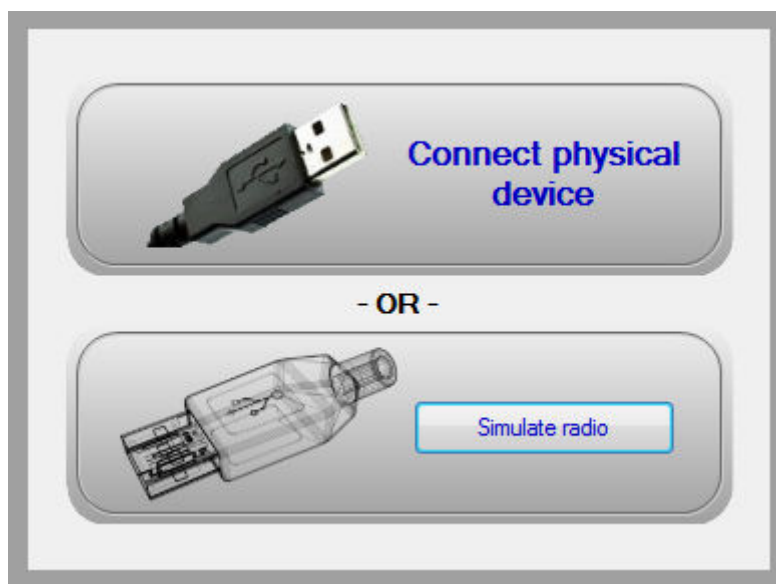 Connect physical
device
- OR -
Simulate radio